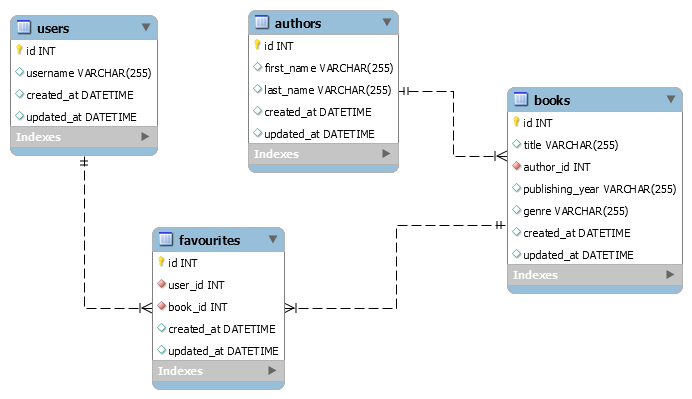 users
id INT
username VARCHAR(255)
created_at DATETIME
updated_at DATETIME
Indexes
authors
id INT
first_name VARCHAR(255)
last_name VARCHAR(255)
created_at DATETIME
updated_at DATETIME
Indexes
books
id INT
title VARCHAR(255)
author_id INT
publishing_year VARCHAR(255)
genre VARCHAR(255)
created_at DATETIME
updated_at DATETIME
Indexes
favourites
id INT
user_id INT
book_id INT
created_at DATETIME
updated_at DATETIME
Indexes